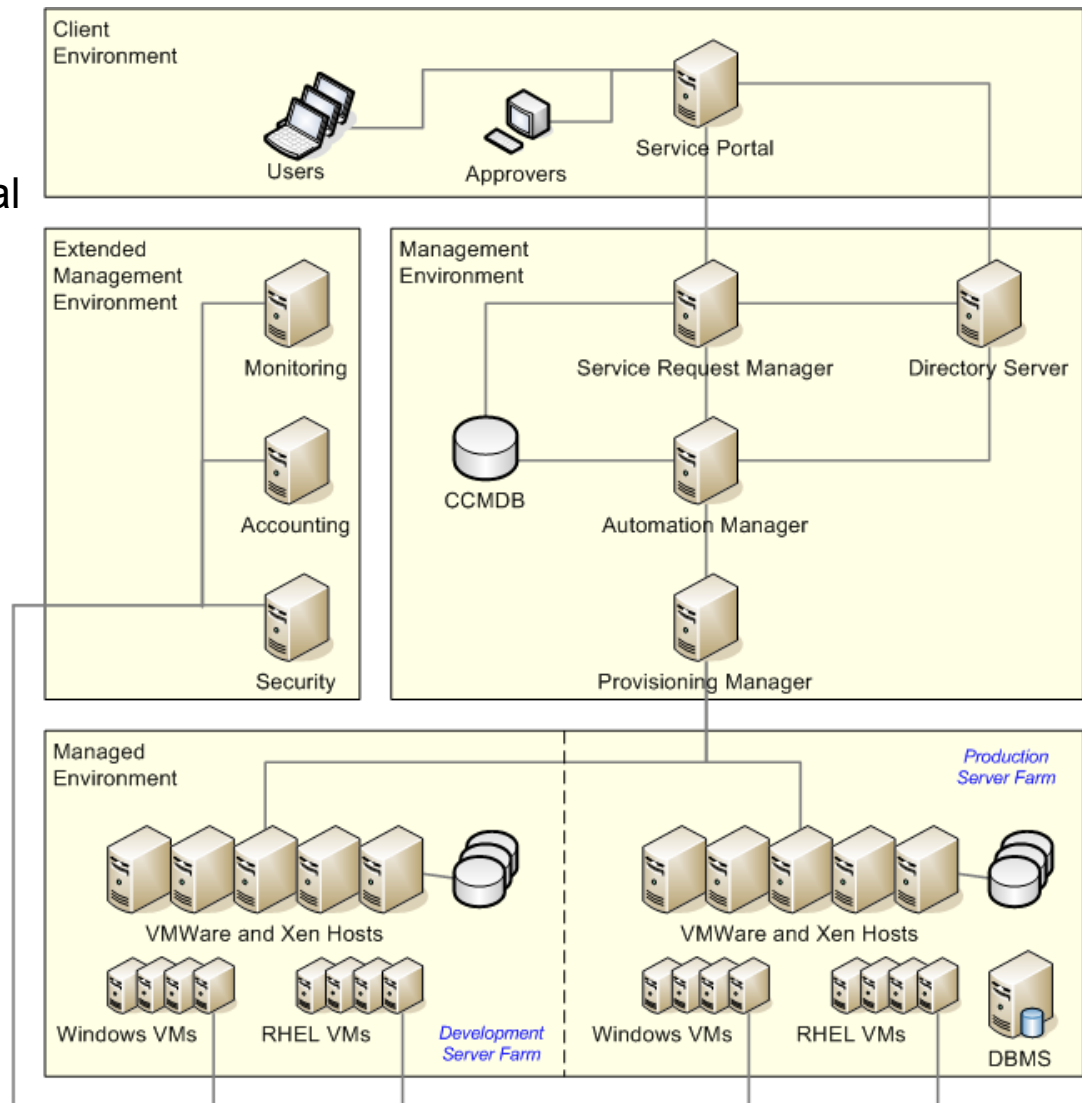 Client
Environment
Users
Approvers
Service Portal
al
Extended
Management
Environment
Monitoring
Accounting
Security
Management
Environment
Service Request Manager
Directory Server
CCMDB
Automation Manager
Provisioning Manager
Managed
Environment
Production
Server Farm
VMWare and Xen Hosts
VMWare and Xen Hosts
Windows VMs
RHEL VMs
Development
Server Farm
Windows VMs
RHEL VMs
DBMS